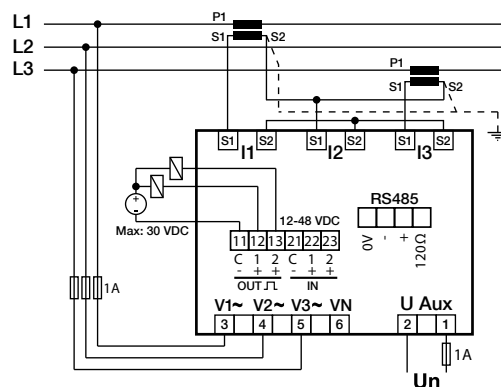 L1
P1
S1 S2
L2
P1
L3
S1 S2
S1 S2 S1 S2 S1 S2
I1 I2 I3
RS485
12-48 VDC
Max: 30 VDC
11 12 13 21 22 23
C 1 2 C 1 2
- + + - + +
OUT IN
0V - + 120Ω
1A
V1~ V2~ V3~ VN U Aux
3 4 5 6 2 1
1A
Un